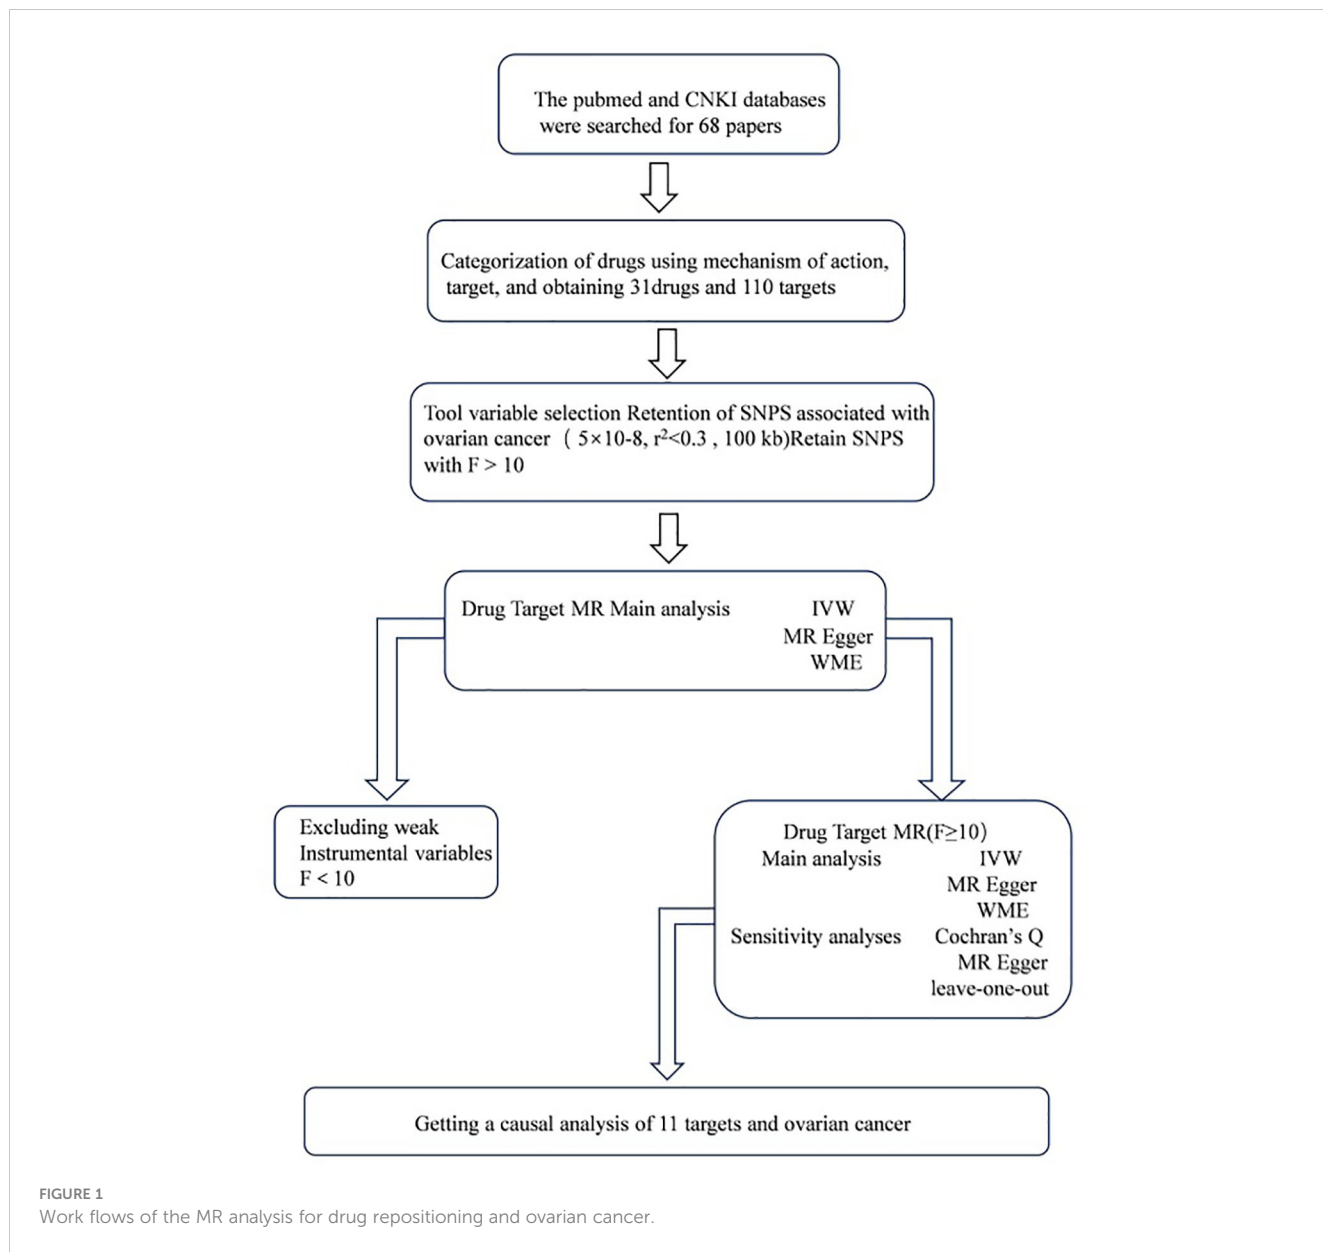 The pubmed and CNKI databases
were searched for 68 papers
Categorization of drugs using mechanism of action,
target, and obtaining 31drugs and 110 targets
Tool variable selection Retention of SNPS associated with
ovarian cancer ( 5×10-8, r²<0.3 , 100 kb)Retain SNPS
with F > 10
Drug Target MR Main analysis IVW
MR Egger
WME
Excluding weak
Instrumental variables
F < 10
Drug Target MR(F≥10)
Main analysis IVW
MR Egger
WME
Sensitivity analyses Cochran's Q
MR Egger
leave-one-out
Getting a causal analysis of 11 targets and ovarian cancer
FIGURE 1
Work flows of the MR analysis for drug repositioning and ovarian cancer.